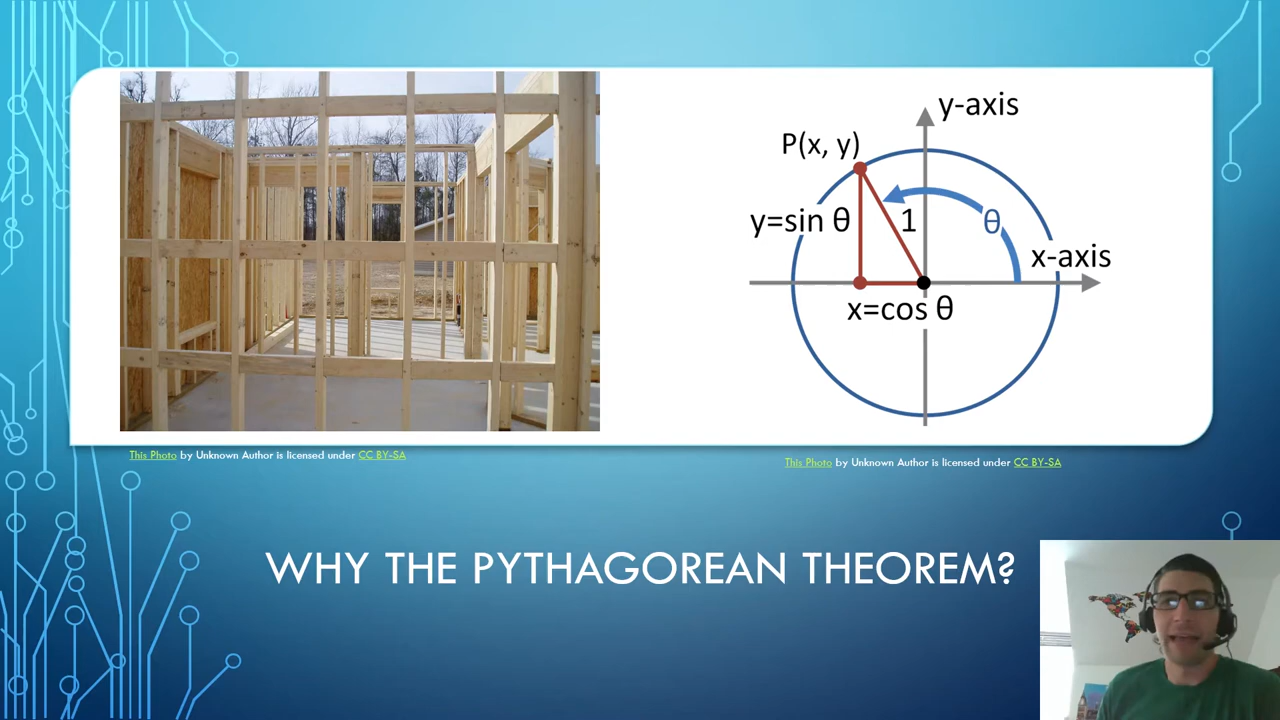 y-axis
P(x, y)
y=sin θ
1
θ
x-axis
x=cos θ
This Photo by Unknown Author is licensed under CC BY-SA
This Photo by Unknown Author is licensed under CC BY-SA
WHY THE PYTHAGOREAN THEOREM?